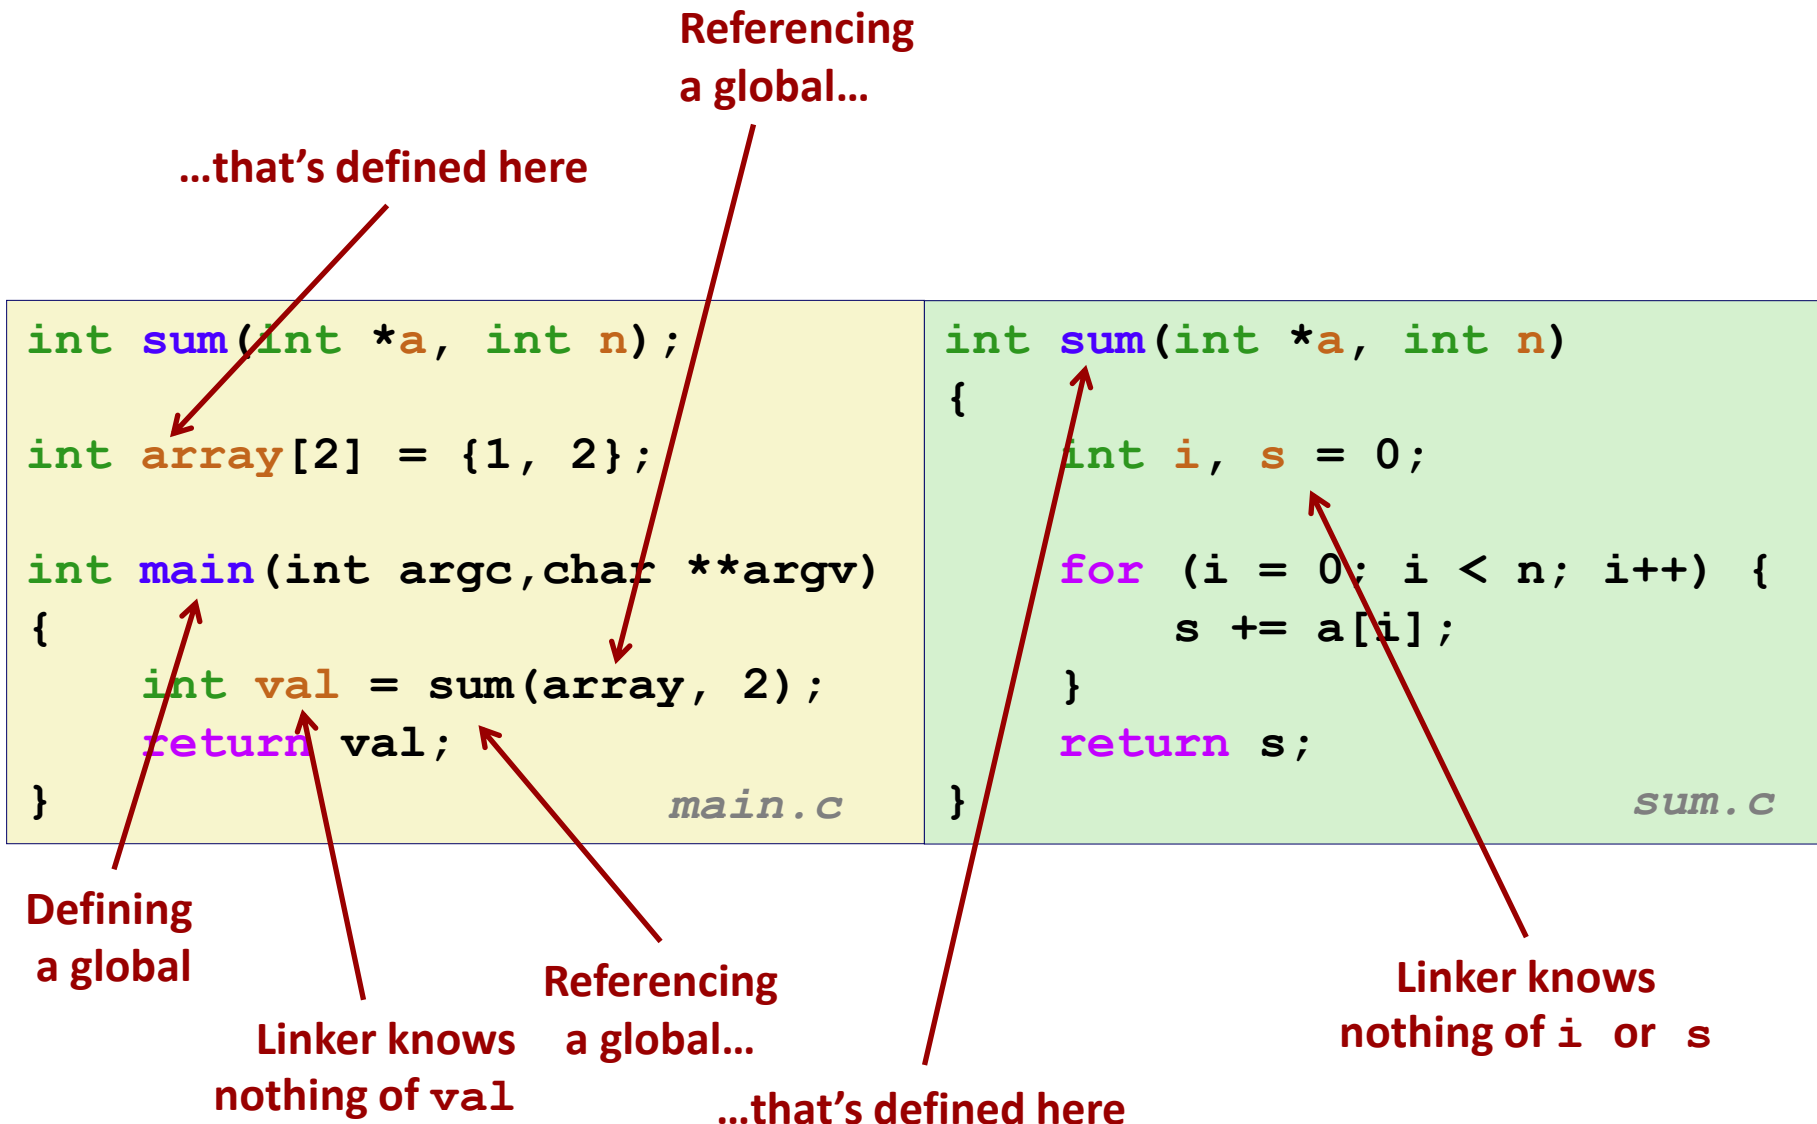 Referencing
a global…
…that’s defined here
int sum(int *a, int n);
int array[2] = {1, 2};
int main(int argc,char **argv)
{
    int val = sum(array, 2);
    return val;
}
main.c
int sum(int *a, int n)
{
    int i, s = 0;
    for (i = 0; i < n; i++) {
        s += a[i];
    }
    return s;
}
sum.c
Defining
a global
Linker knows
nothing of val
Referencing
a global…
…that’s defined here
Linker knows
nothing of i or s